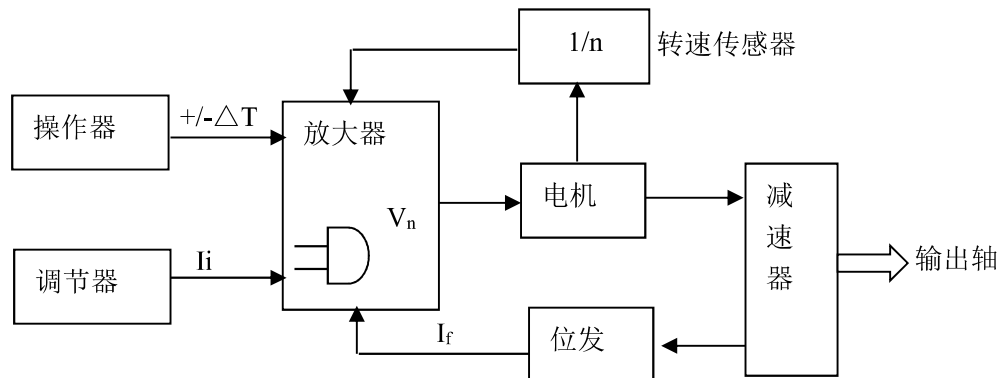 1/n 转速传感器
操作器 +/-△T 放大器
Vn
电机
减速器
输出轴
调节器 Ii
If 位发